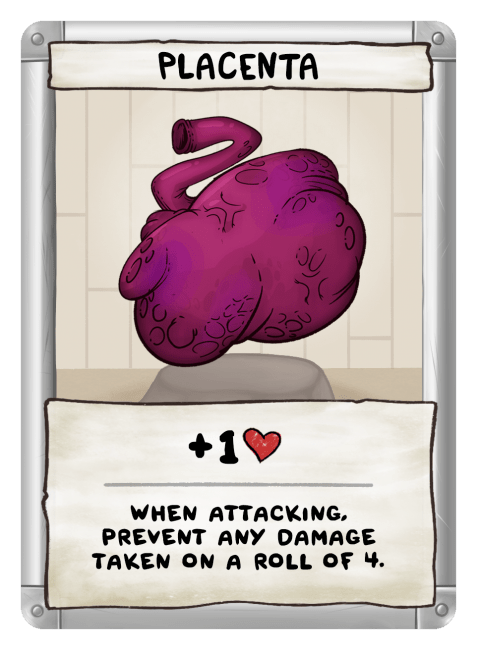 PLACENTA
+1
WHEN ATTACKING,
PREVENT ANY DAMAGE
TAKEN ON A ROLL OF 4.